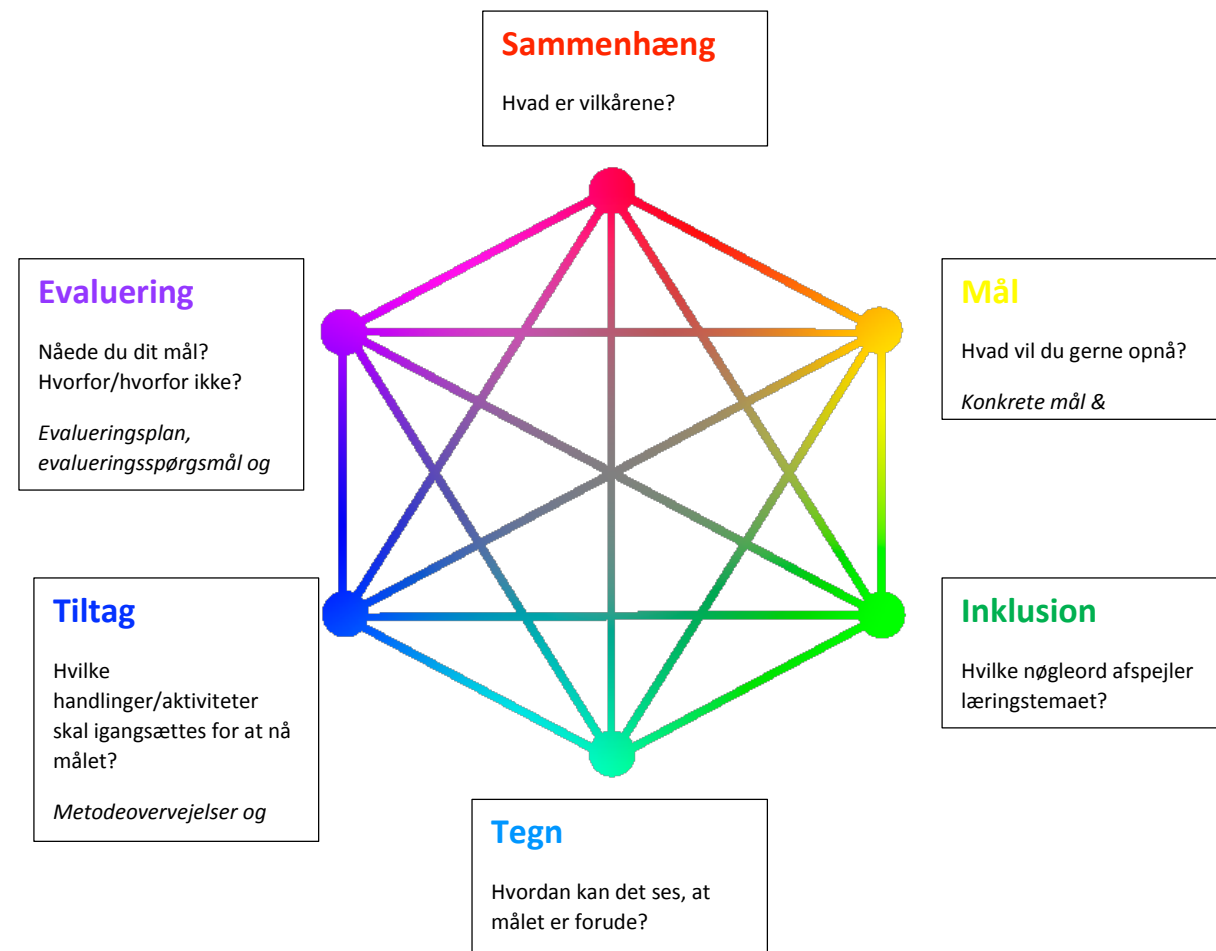 Sammenhæng
Hvad er vilkårene?
Evaluering
Nåede du dit mål?
Hvorfor/hvorfor ikke?
Evalueringsplan,
evalueringsspørgsmål og
Mål
Hvad vil du gerne opnå?
Konkrete mål &
Tiltag
Hvilke
handlinger/aktiviteter
skal igangsættes for at nå
målet?
Metodeovervejelser og
Inklusion
Hvilke nøgleord afspejler
læringstemaet?
Tegn
Hvordan kan det ses, at
målet er forude?